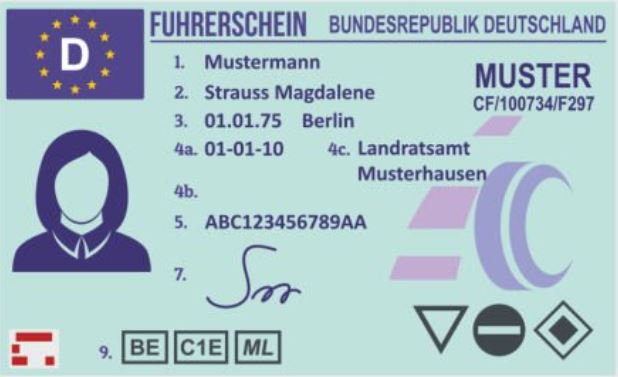 D
FUHRERSCHEIN BUNDESREPUBLIK DEUTSCHLAND
1. Mustermann
MUSTER
2. Strauss Magdalene
CF/100734/F297
3. 01.01.75 Berlin
4a. 01-01-10 4c. Landratsamt
Musterhausen
4b.
5. ABC123456789AA
7.
9. BE C1E ML